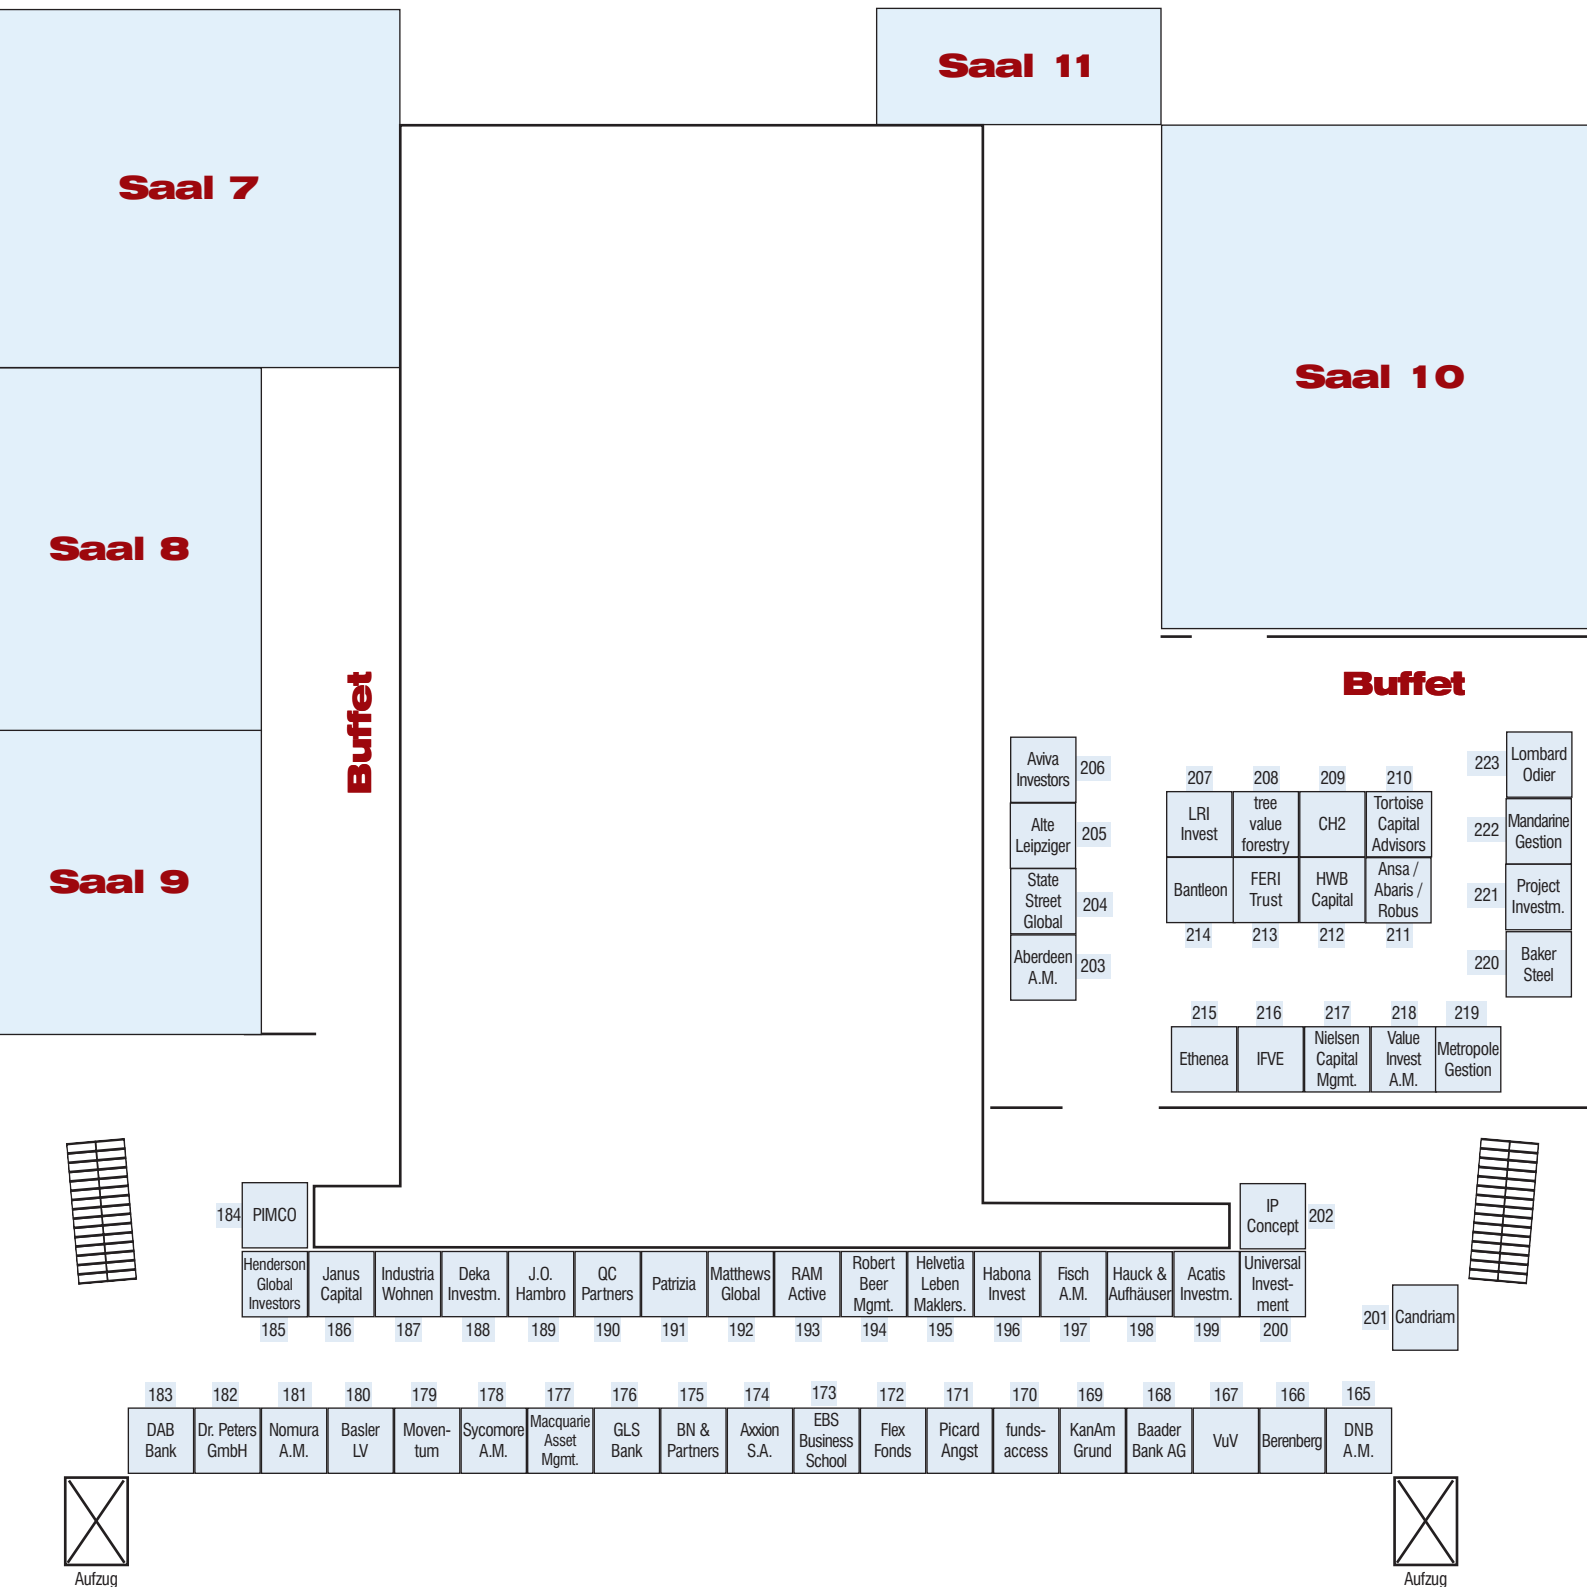 Saal 11
Saal 7
Saal 10
Saal 8
Buffet
Buffet
Saal 9
Aviva
Investors
206
Alte
Leipziger
205
State
Street
Global
204
Aberdeen
A.M.
203
207 208 209 210
LRI
Invest
tree
value
forestry
CH2
Tortoise
Capital
Advisors
Bantleon
FERI
Trust
HWB
Capital
Ansa /
Abaris /
Robus
214 213 212 211
223
Lombard
Odier
222
Mandarine
Gestion
221
Project
Investm.
220
Baker
Steel
215 216 217 218 219
Ethenea
IFVE
Nielsen
Capital
Mgmt.
Value
Invest
A.M.
Metropole
Gestion
184
PIMCO
IP
Concept
202
Henderson
Global
Investors
Janus
Capital
Industria
Wohnen
Deka
Investm.
J.O.
Hambro
QC
Partners
Patrizia
Matthews
Global
RAM
Active
Robert
Beer
Mgmt.
Helvetia
Leben
Maklers.
Habona
Invest
Fisch
A.M.
Hauck &
Aufhäuser
Acatis
Investm.
Universal
Invest-
ment
185 186 187 188 189 190 191 192 193 194 195 196 197 198 199 200
201
Candriam
183 182 181 180 179 178 177 176 175 174 173 172 171 170 169 168 167 166 165
DAB
Bank
Dr. Peters
GmbH
Nomura
A.M.
Basler
LV
Moven-
tum
Sycomore
A.M.
Macquarie
Asset
Mgmt.
GLS
Bank
BN &
Partners
Axxion
S.A.
EBS
Business
School
Flex
Fonds
Picard
Angst
funds-
access
KanAm
Grund
Baader
Bank AG
VuV
Berenberg
DNB
A.M.
Aufzug
Aufzug